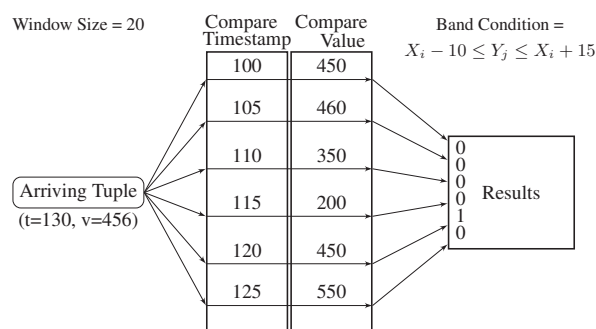 Window Size = 20
Compare Timestamp
Compare Value
Band Condition =
X_i − 10 ≤ Y_j ≤ X_i + 15
100 450
105 460
110 350
115 200
120 450
125 550
Arriving Tuple
(t=130, v=456)
0
0
0
0
1
0
Results